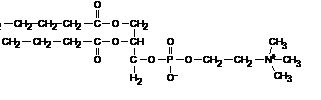 O
CH₂ CH₂ CH₂ C O CH₂
CH₂ CH₂ CH₂ C O CH
O CH₂ O P O CH₂ CH₂ N⁺ CH₃ CH₃ CH₃
O
O
O⁻